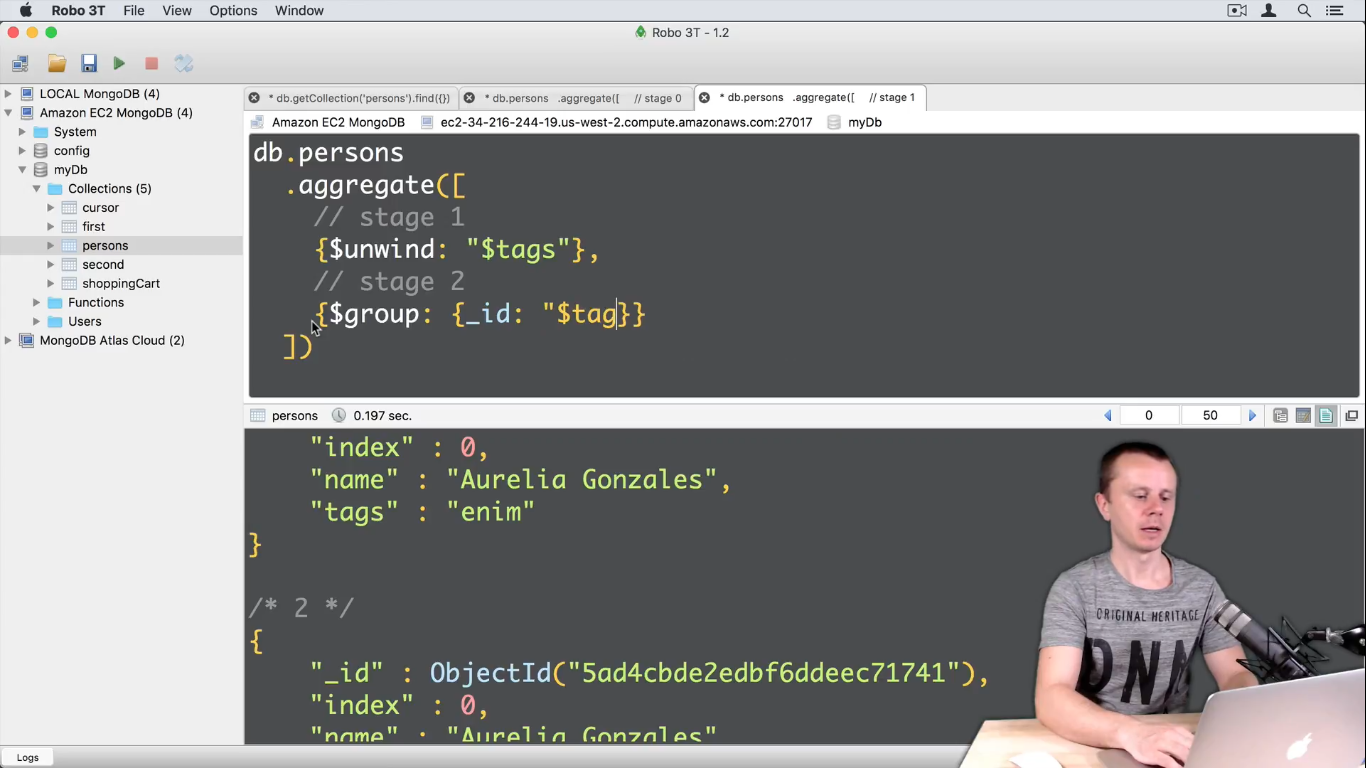 Robo 3T File View Options Window
Robo 3T - 1.2
LOCAL MongoDB (4)
Amazon EC2 MongoDB (4)
System
config
myDb
Collections (5)
cursor
first
persons
second
shoppingCart
Functions
Users
MongoDB Atlas Cloud (2)
* db.getCollection('persons').find({}) * db.persons .aggregate([ // stage 0 * db.persons .aggregate([ // stage 1
Amazon EC2 MongoDB ec2-34-216-244-19.us-west-2.compute.amazonaws.com:27017 myDb
db.persons
.aggregate([
// stage 1
{$unwind: "$tags"},
// stage 2
{$group: {_id: "$tag}}
])
persons 0.197 sec. 0 50
"index" : 0,
"name" : "Aurelia Gonzales",
"tags" : "enim"
}
/* 2 */
{
"_id" : ObjectId("5ad4cbde2edbf6ddeec71741"),
"index" : 0,
"name" : "Aurelia Gonzales"
ORIGINAL HERITAGE
DNM
Logs